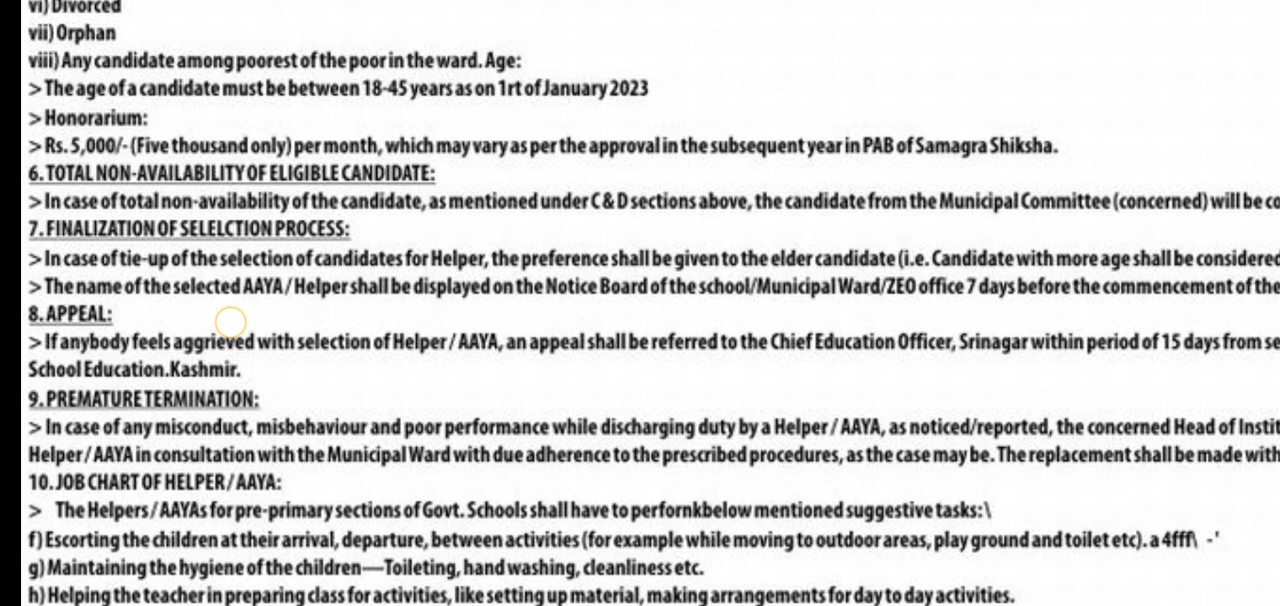 vi) Divorced
vii) Orphan
viii) Any candidate among poorest of the poor in the ward. Age:
> The age of a candidate must be between 18-45 years as on 1rt of January 2023
> Honorarium:
> Rs. 5,000/- (Five thousand only) per month, which may vary as per the approval in the subsequent year in PAB of Samagra Shiksha.
6. TOTAL NON-AVAILABILITY OF ELIGIBLE CANDIDATE:
> In case of total non-availability of the candidate, as mentioned under C & D sections above, the candidate from the Municipal Committee (concerned) will be co
7. FINALIZATION OF SELELCTION PROCESS:
> In case of tie-up of the selection of candidates for Helper, the preference shall be given to the elder candidate (i.e. Candidate with more age shall be considered
> The name of the selected AAYA / Helper shall be displayed on the Notice Board of the school/Municipal Ward/ZEO office 7 days before the commencement of the
8. APPEAL:
> If anybody feels aggrieved with selection of Helper / AAYA, an appeal shall be referred to the Chief Education Officer, Srinagar within period of 15 days from se
School Education.Kashmir.
9. PREMATURE TERMINATION:
> In case of any misconduct, misbehaviour and poor performance while discharging duty by a Helper / AAYA, as noticed/reported, the concerned Head of Instit
Helper / AAYA in consultation with the Municipal Ward with due adherence to the prescribed procedures, as the case may be. The replacement shall be made with
10. JOB CHART OF HELPER / AAYA:
> The Helpers / AAYAs for pre-primary sections of Govt. Schools shall have to perfornkbelow mentioned suggestive tasks:\
f) Escorting the children at their arrival, departure, between activities (for example while moving to outdoor areas, play ground and toilet etc). a 4fff\ -'
g) Maintaining the hygiene of the children—Toileting, hand washing, cleanliness etc.
h) Helping the teacher in preparing class for activities, like setting up material, making arrangements for day to day activities.